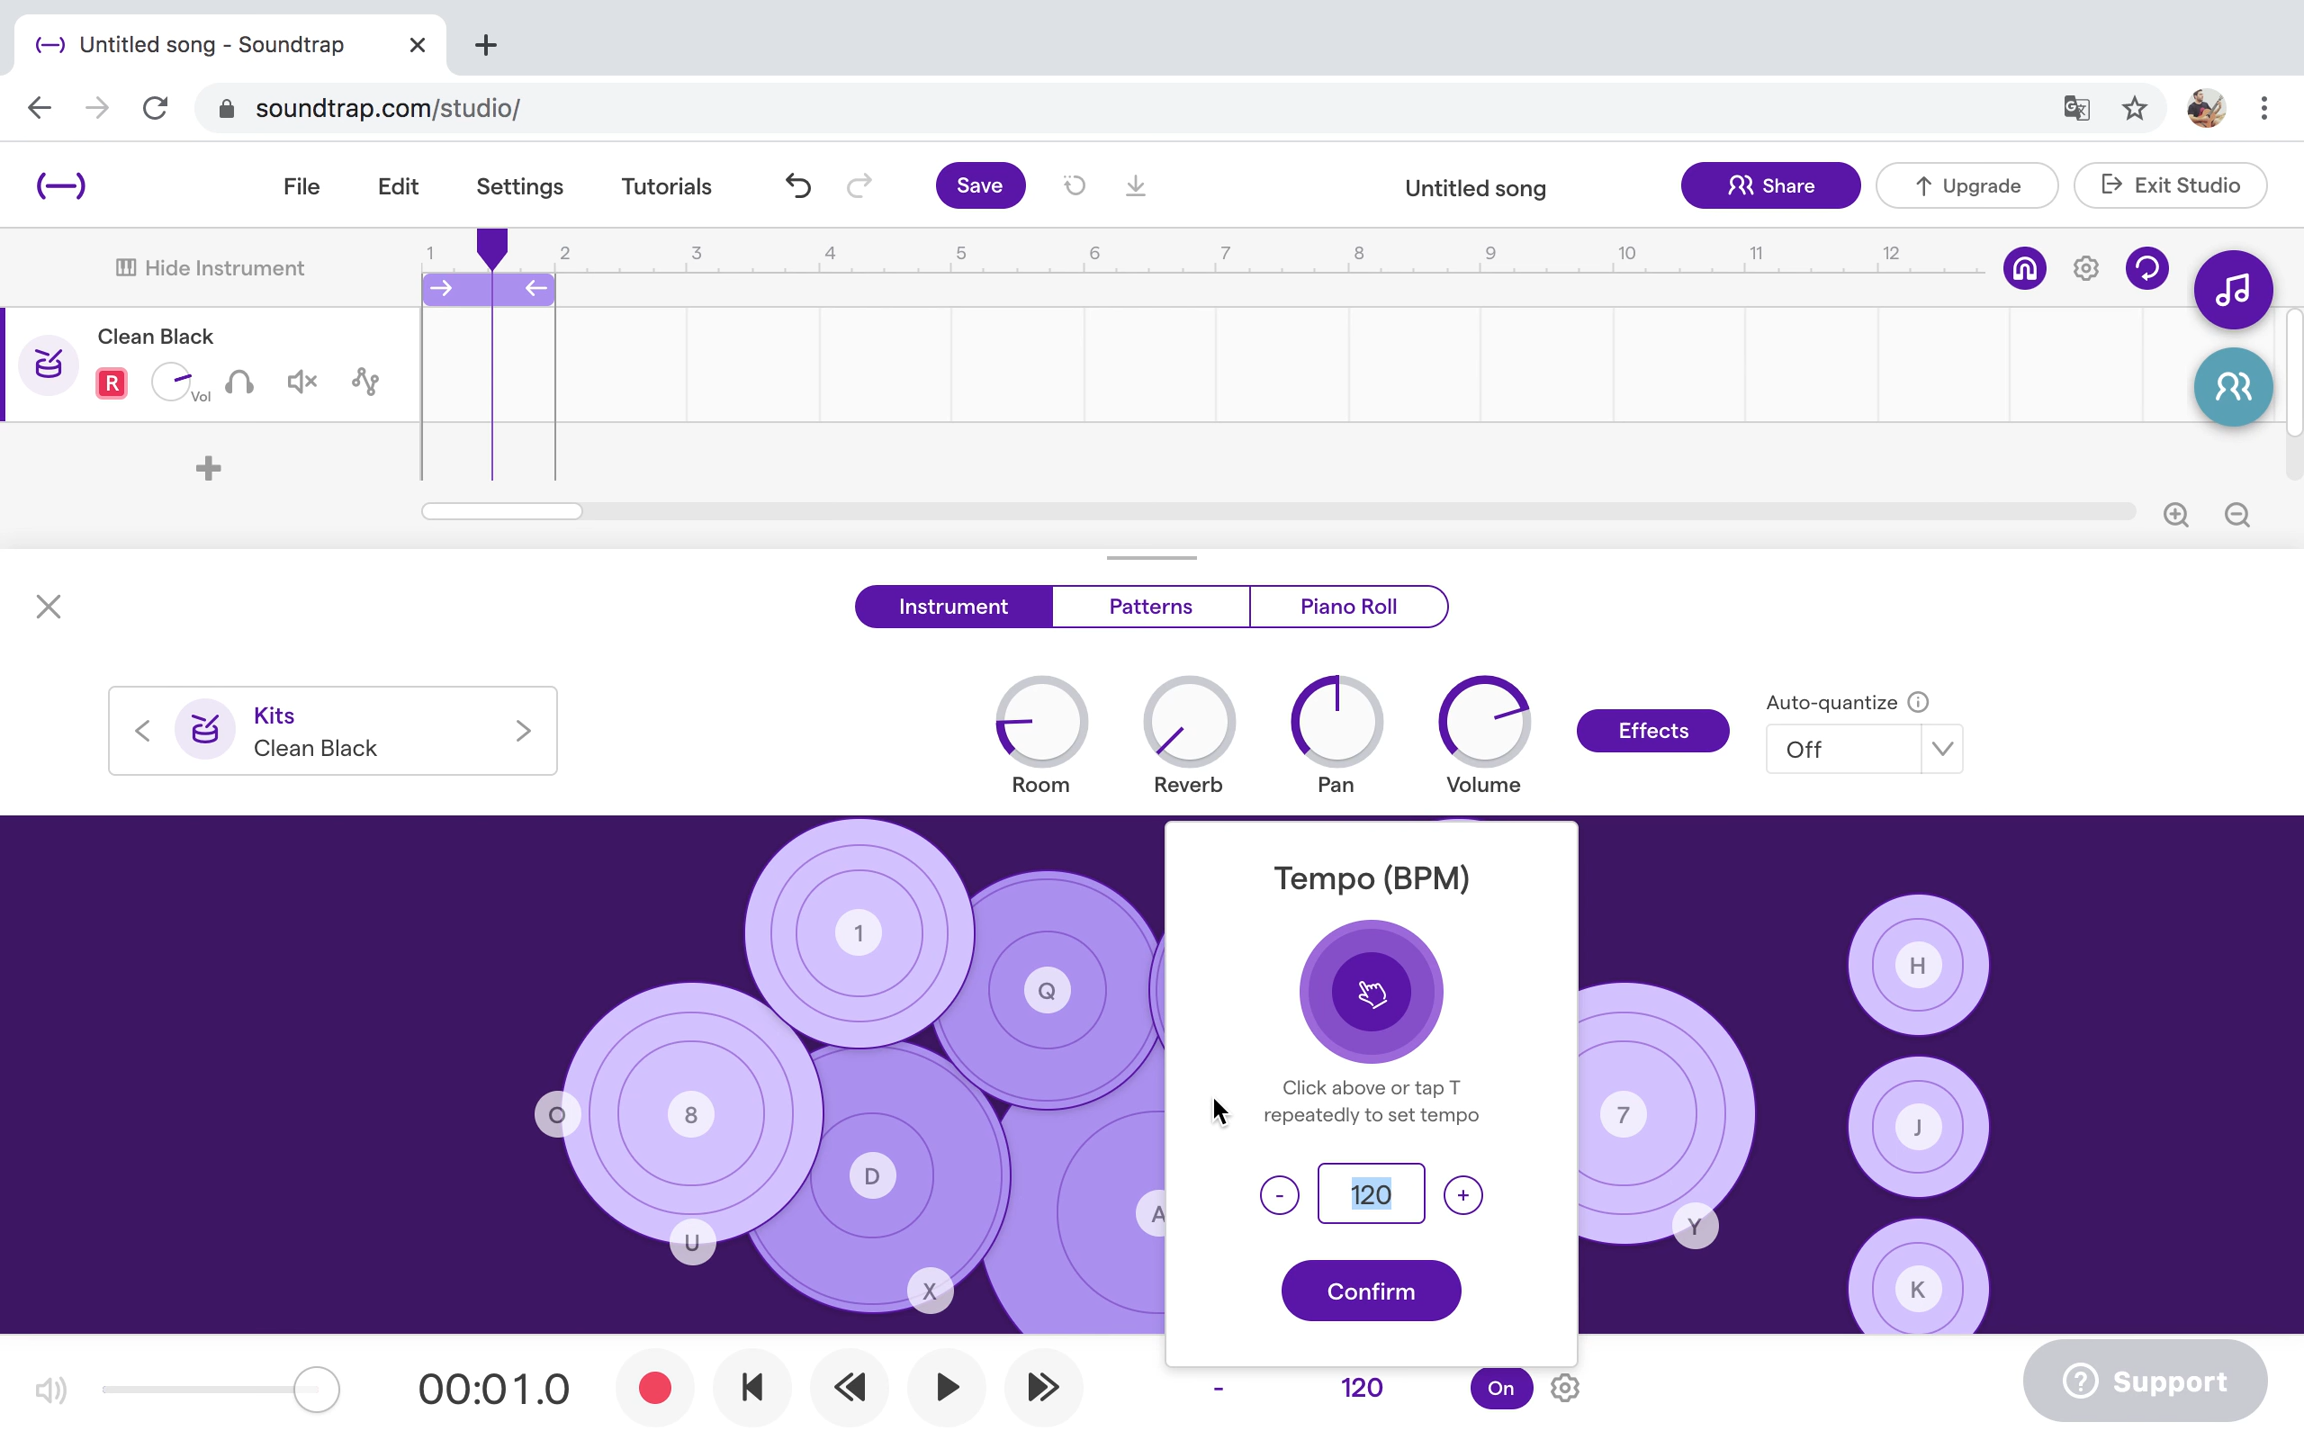 Untitled song - Soundtrap
soundtrap.com/studio/
File Edit Settings Tutorials Save Untitled song Share Upgrade Exit Studio
Hide Instrument
1 2 3 4 5 6 7 8 9 10 11 12
Clean Black
R Vol
Instrument Patterns Piano Roll
Kits
Clean Black
Room Reverb Pan Volume
Effects
Auto-quantize
Off
1
Q
8
O
D
U
X
A
7
Y
H
J
K
Tempo (BPM)
Click above or tap T
repeatedly to set tempo
- 120 +
Confirm
00:01.0
- 120 On
Support